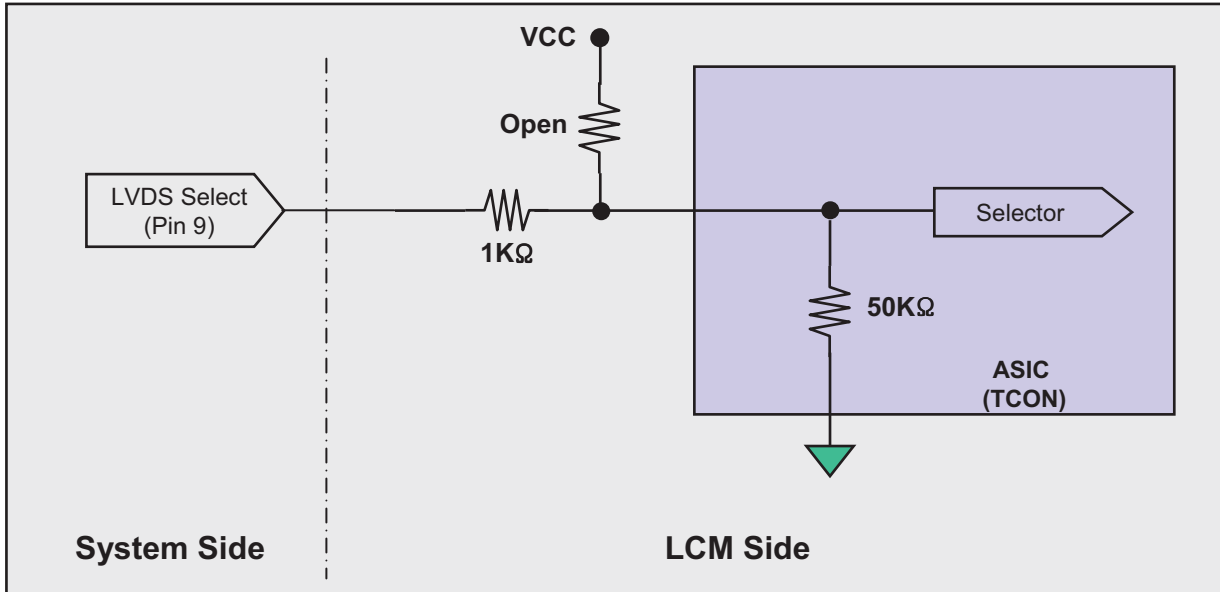 VCC
Open
LVDS Select
(Pin 9)
1KΩ
Selector
50KΩ
ASIC
(TCON)
System Side
LCM Side